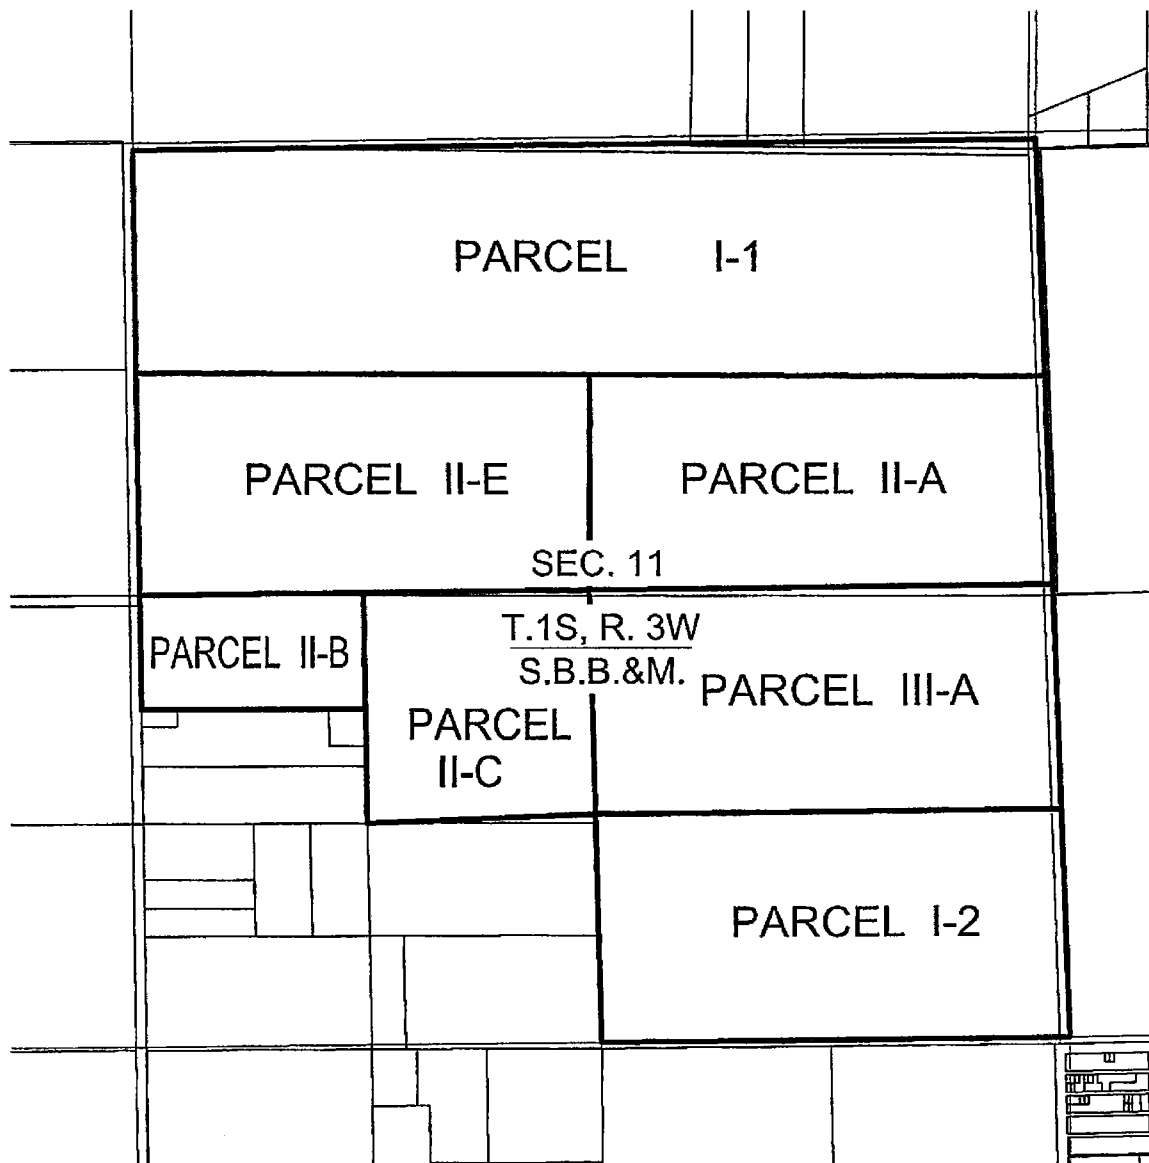 PARCEL I-1
PARCEL II-E
PARCEL II-A
SEC. 11
T.1S, R. 3W
S.B.B.&M.
PARCEL II-B
PARCEL III-A
PARCEL
II-C
PARCEL I-2